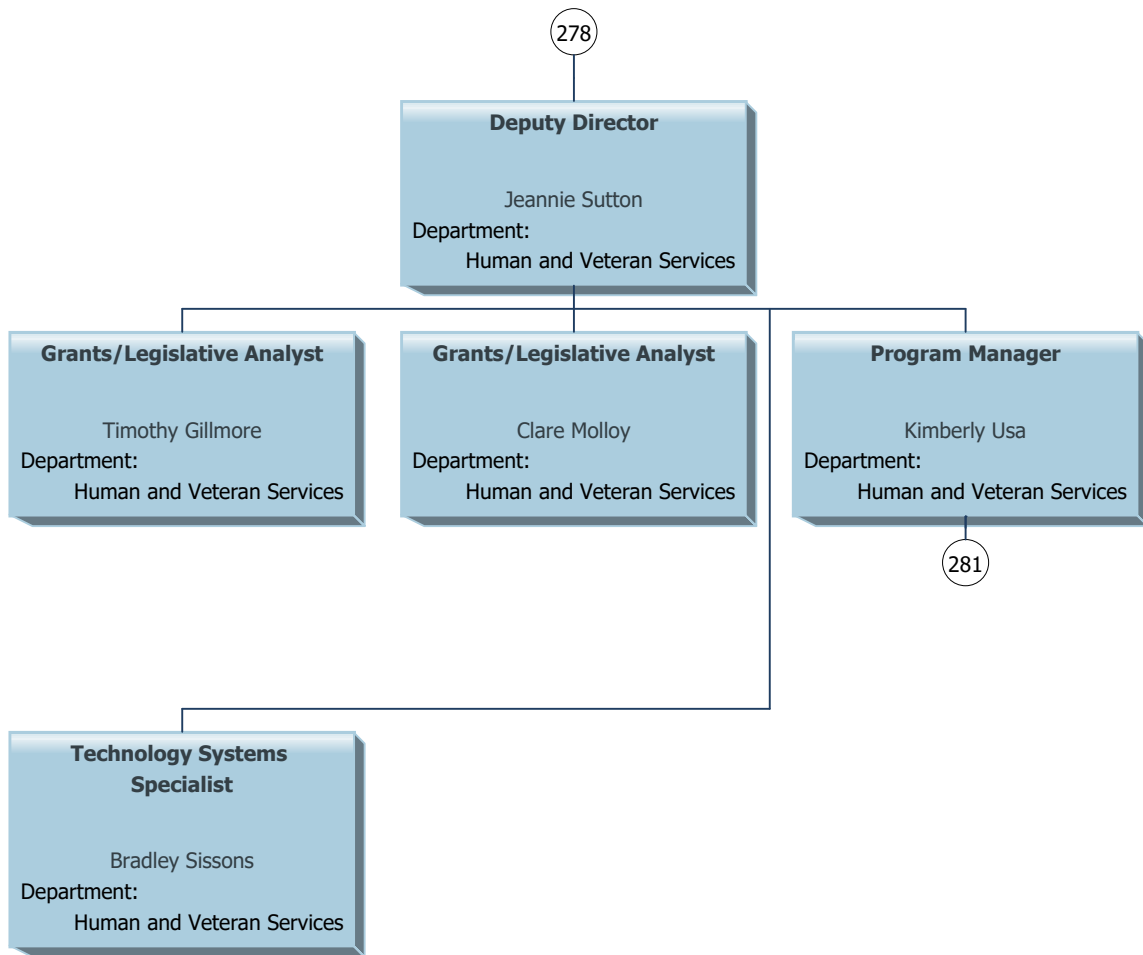 278
Deputy Director
Jeannie Sutton
Department:
Human and Veteran Services
Grants/Legislative Analyst
Timothy Gillmore
Department:
Human and Veteran Services
Grants/Legislative Analyst
Clare Molloy
Department:
Human and Veteran Services
Program Manager
Kimberly Usa
Department:
Human and Veteran Services
281
Technology Systems
Specialist
Bradley Sissons
Department:
Human and Veteran Services